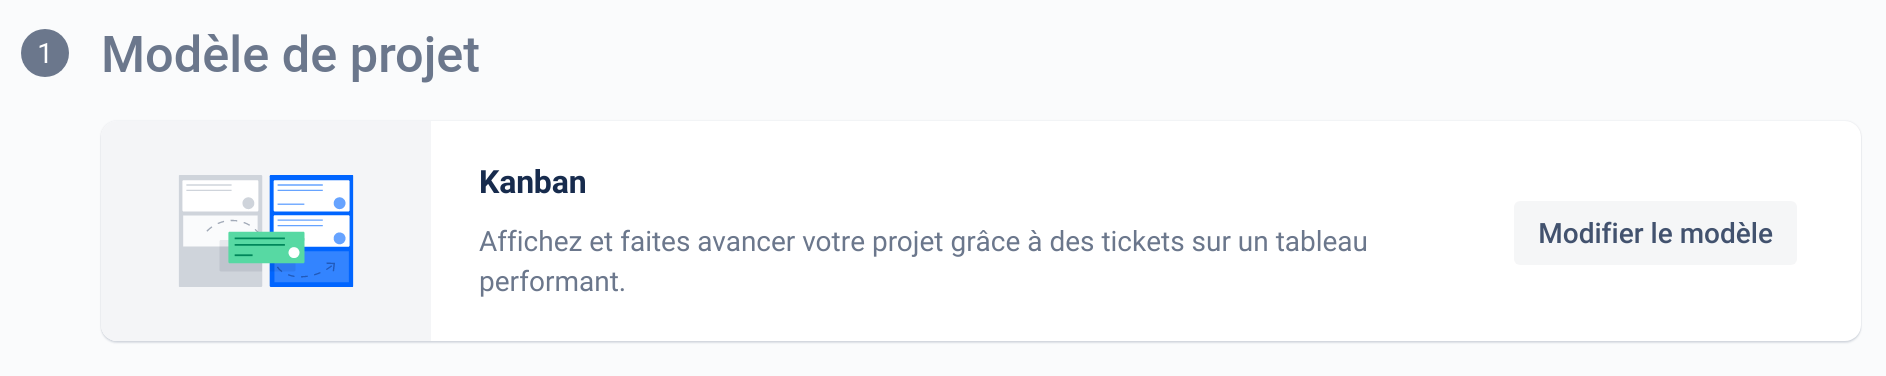 1 Modèle de projet
Kanban
Affichez et faites avancer votre projet grâce à des tickets sur un tableau
performant.
Modifier le modèle